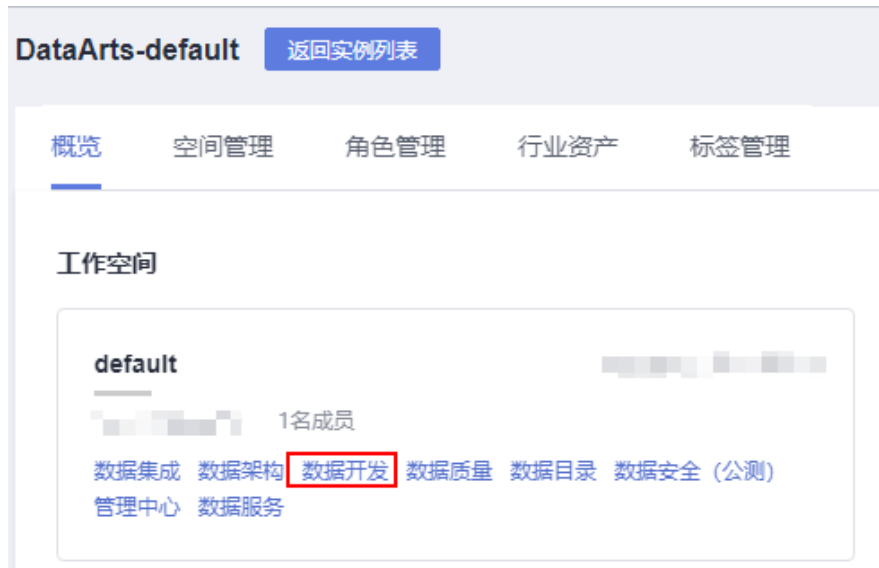 DataArts-default 返回实例列表
概览 空间管理 角色管理 行业资产 标签管理
工作空间
default
1名成员
数据集成 数据架构 数据开发 数据质量 数据目录 数据安全（公测）
管理中心 数据服务